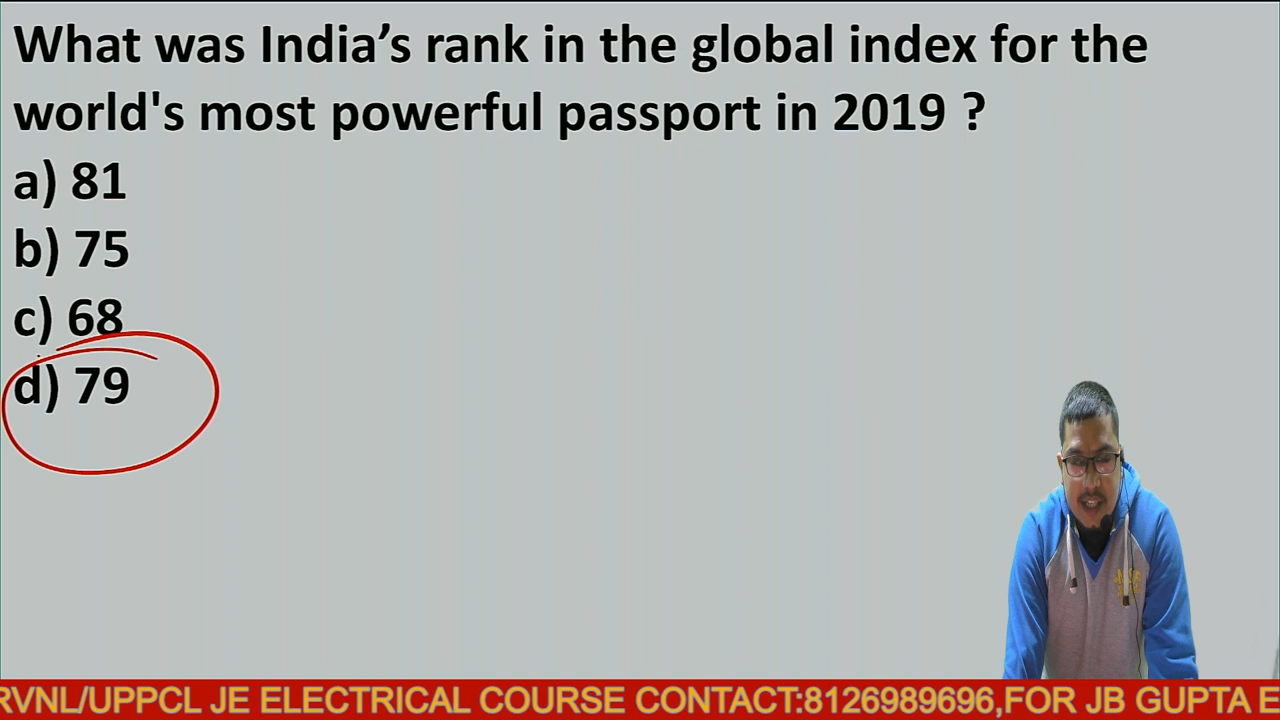 What was India’s rank in the global index for the
world's most powerful passport in 2019 ?
a) 81
b) 75
c) 68
d) 79
RVNL/UPPCL JE ELECTRICAL COURSE CONTACT:8126989696,FOR JB GUPTA E